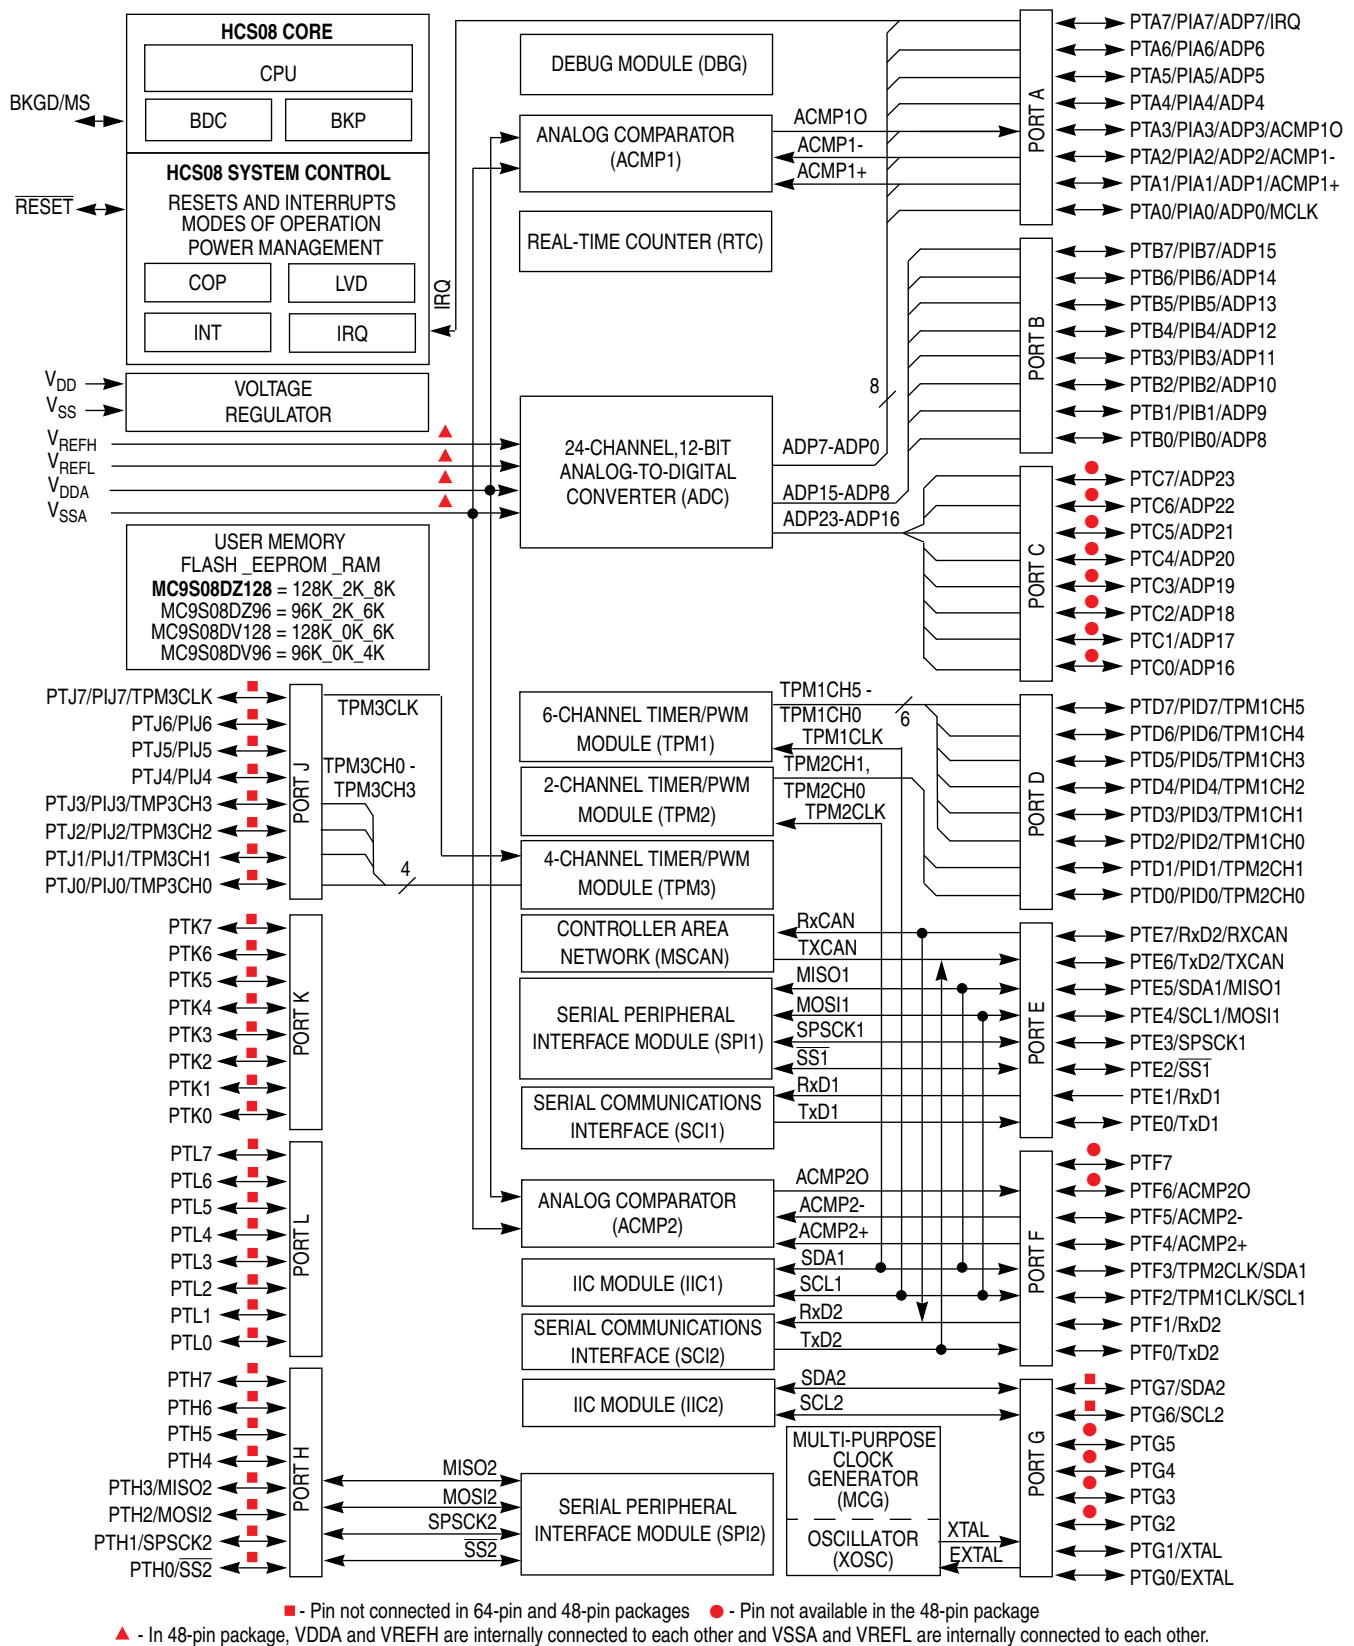 HCS08 CORE
CPU
BDC
BKP
BKGD/MS
HCS08 SYSTEM CONTROL
RESETS AND INTERRUPTS
MODES OF OPERATION
POWER MANAGEMENT
COP
LVD
INT
IRQ
RESET
IRQ
VOLTAGE
REGULATOR
VDD
VSS
VREFH
VREFL
VDDA
VSSA
USER MEMORY
FLASH _EEPROM _RAM
MC9S08DZ128 = 128K_2K_8K
MC9S08DZ96 = 96K_2K_6K
MC9S08DV128 = 128K_0K_6K
MC9S08DV96 = 96K_0K_4K
DEBUG MODULE (DBG)
ANALOG COMPARATOR
(ACMP1)
ACMP1O
ACMP1-
ACMP1+
REAL-TIME COUNTER (RTC)
24-CHANNEL,12-BIT
ANALOG-TO-DIGITAL
CONVERTER (ADC)
8
ADP7-ADP0
ADP15-ADP8
ADP23-ADP16
PORT A
PTA7/PIA7/ADP7/IRQ
PTA6/PIA6/ADP6
PTA5/PIA5/ADP5
PTA4/PIA4/ADP4
PTA3/PIA3/ADP3/ACMP1O
PTA2/PIA2/ADP2/ACMP1-
PTA1/PIA1/ADP1/ACMP1+
PTA0/PIA0/ADP0/MCLK
PORT B
PTB7/PIB7/ADP15
PTB6/PIB6/ADP14
PTB5/PIB5/ADP13
PTB4/PIB4/ADP12
PTB3/PIB3/ADP11
PTB2/PIB2/ADP10
PTB1/PIB1/ADP9
PTB0/PIB0/ADP8
PORT C
PTC7/ADP23
PTC6/ADP22
PTC5/ADP21
PTC4/ADP20
PTC3/ADP19
PTC2/ADP18
PTC1/ADP17
PTC0/ADP16
PTJ7/PIJ7/TPM3CLK
PTJ6/PIJ6
PTJ5/PIJ5
PTJ4/PIJ4
PTJ3/PIJ3/TMP3CH3
PTJ2/PIJ2/TPM3CH2
PTJ1/PIJ1/TPM3CH1
PTJ0/PIJ0/TMP3CH0
PORT J
TPM3CLK
TPM3CH0 -
TPM3CH3
4
6-CHANNEL TIMER/PWM
MODULE (TPM1)
TPM1CH5 -
TPM1CH0
6
TPM1CLK
2-CHANNEL TIMER/PWM
MODULE (TPM2)
TPM2CH1,
TPM2CH0
TPM2CLK
4-CHANNEL TIMER/PWM
MODULE (TPM3)
PORT D
PTD7/PID7/TPM1CH5
PTD6/PID6/TPM1CH4
PTD5/PID5/TPM1CH3
PTD4/PID4/TPM1CH2
PTD3/PID3/TPM1CH1
PTD2/PID2/TPM1CH0
PTD1/PID1/TPM2CH1
PTD0/PID0/TPM2CH0
PTK7
PTK6
PTK5
PTK4
PTK3
PTK2
PTK1
PTK0
PORT K
CONTROLLER AREA
NETWORK (MSCAN)
RxCAN
TXCAN
SERIAL PERIPHERAL
INTERFACE MODULE (SPI1)
MISO1
MOSI1
SPSCK1
SS1
SERIAL COMMUNICATIONS
INTERFACE (SCI1)
RxD1
TxD1
PORT E
PTE7/RxD2/RXCAN
PTE6/TxD2/TXCAN
PTE5/SDA1/MISO1
PTE4/SCL1/MOSI1
PTE3/SPSCK1
PTE2/SS1
PTE1/RxD1
PTE0/TxD1
PTL7
PTL6
PTL5
PTL4
PTL3
PTL2
PTL1
PTL0
PORT L
ANALOG COMPARATOR
(ACMP2)
ACMP2O
ACMP2-
ACMP2+
IIC MODULE (IIC1)
SDA1
SCL1
SERIAL COMMUNICATIONS
INTERFACE (SCI2)
RxD2
TxD2
PORT F
PTF7
PTF6/ACMP2O
PTF5/ACMP2-
PTF4/ACMP2+
PTF3/TPM2CLK/SDA1
PTF2/TPM1CLK/SCL1
PTF1/RxD2
PTF0/TxD2
PTH7
PTH6
PTH5
PTH4
PTH3/MISO2
PTH2/MOSI2
PTH1/SPSCK2
PTH0/SS2
PORT H
MISO2
MOSI2
SPSCK2
SS2
IIC MODULE (IIC2)
SDA2
SCL2
SERIAL PERIPHERAL
INTERFACE MODULE (SPI2)
MULTI-PURPOSE
CLOCK
GENERATOR
(MCG)
OSCILLATOR
(XOSC)
XTAL
EXTAL
PORT G
PTG7/SDA2
PTG6/SCL2
PTG5
PTG4
PTG3
PTG2
PTG1/XTAL
PTG0/EXTAL
- Pin not connected in 64-pin and 48-pin packages
- Pin not available in the 48-pin package
- In 48-pin package, VDDA and VREFH are internally connected to each other and VSSA and VREFL are internally connected to each other.